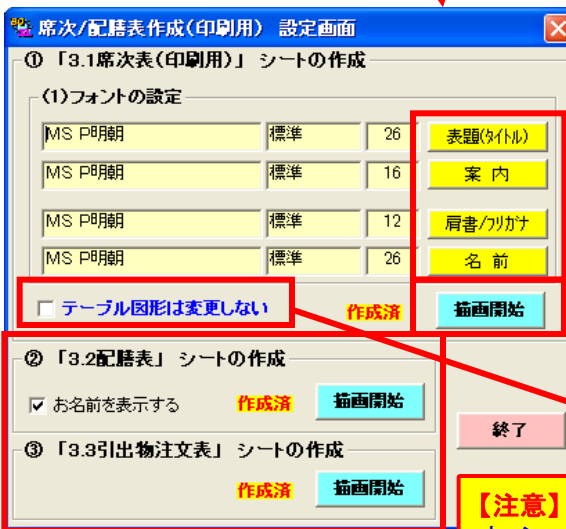 席次/配膳表作成(印刷用) 設定画面
① 「3.1席次表(印刷用)」 シートの作成
(1)フォントの設定
MS P明朝 標準 26 表題(ﾀｲﾄﾙ)
MS P明朝 標準 16 案 内
MS P明朝 標準 12 肩書/ﾌﾘｶﾞﾅ
MS P明朝 標準 26 名 前
テーブル図形は変更しない 作成済 描画開始
② 「3.2配膳表」 シートの作成
お名前を表示する 作成済 描画開始
終了
③ 「3.3引出物注文表」 シートの作成
作成済 描画開始
【注意】